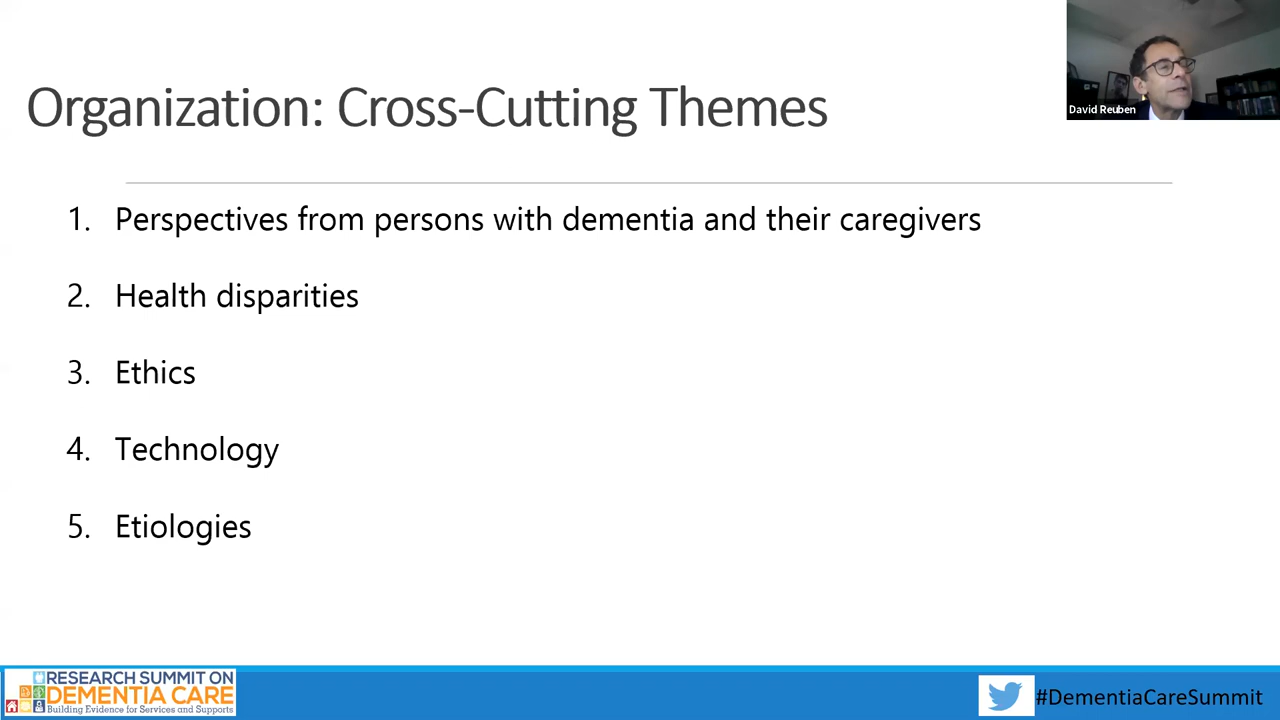 Organization: Cross-Cutting Themes
David Reuben
1. Perspectives from persons with dementia and their caregivers
2. Health disparities
3. Ethics
4. Technology
5. Etiologies
RESEARCH SUMMIT ON
DEMENTIA CARE
Building Evidence for Services and Supports
#DementiaCareSummit